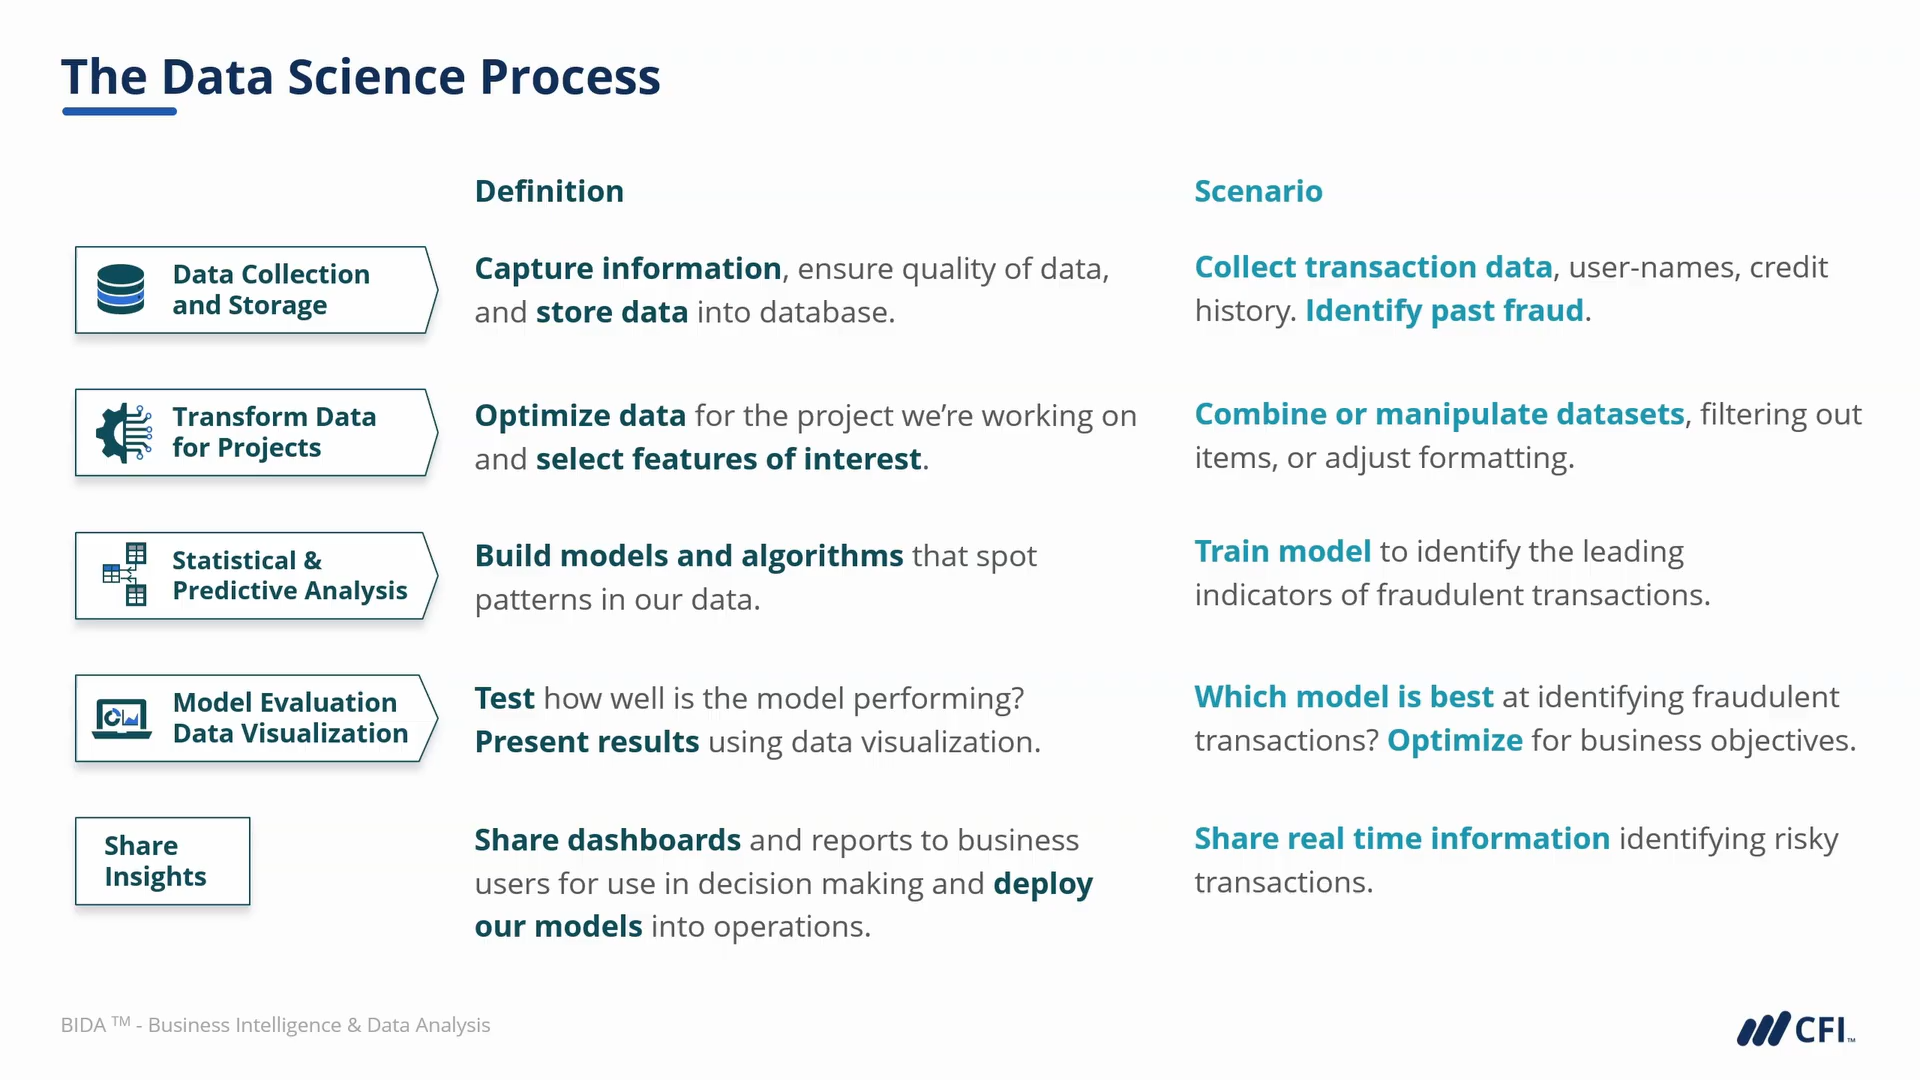 The Data Science Process
Definition
Scenario
Data Collection
and Storage
Capture information, ensure quality of data,
and store data into database.
Collect transaction data, user-names, credit
history. Identify past fraud.
Transform Data
for Projects
Optimize data for the project we’re working on
and select features of interest.
Combine or manipulate datasets, filtering out
items, or adjust formatting.
Statistical &
Predictive Analysis
Build models and algorithms that spot
patterns in our data.
Train model to identify the leading
indicators of fraudulent transactions.
Model Evaluation
Data Visualization
Test how well is the model performing?
Present results using data visualization.
Which model is best at identifying fraudulent
transactions? Optimize for business objectives.
Share
Insights
Share dashboards and reports to business
users for use in decision making and deploy
our models into operations.
Share real time information identifying risky
transactions.
BIDA ™ - Business Intelligence & Data Analysis
CFI™